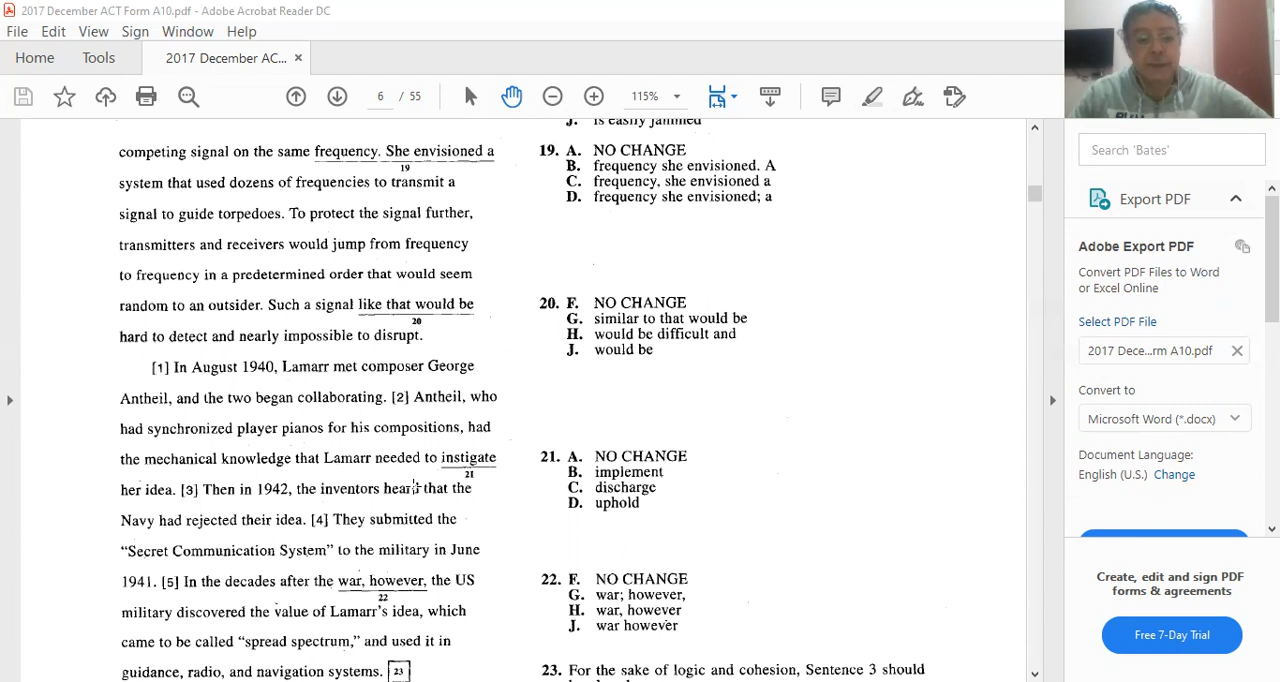 2017 December ACT Form A10.pdf - Adobe Acrobat Reader DC
File Edit View Sign Window Help
Home Tools 2017 December AC... ×
6 / 55 115%
J. is easily jammed
competing signal on the same frequency. She envisioned a
19
system that used dozens of frequencies to transmit a
signal to guide torpedoes. To protect the signal further,
transmitters and receivers would jump from frequency
to frequency in a predetermined order that would seem
random to an outsider. Such a signal like that would be
20
hard to detect and nearly impossible to disrupt.
[1] In August 1940, Lamarr met composer George
Antheil, and the two began collaborating. [2] Antheil, who
had synchronized player pianos for his compositions, had
the mechanical knowledge that Lamarr needed to instigate
21
her idea. [3] Then in 1942, the inventors heard that the
Navy had rejected their idea. [4] They submitted the
“Secret Communication System” to the military in June
1941. [5] In the decades after the war, however, the US
22
military discovered the value of Lamarr's idea, which
came to be called “spread spectrum,” and used it in
guidance, radio, and navigation systems. 23
19. A. NO CHANGE
B. frequency she envisioned. A
C. frequency, she envisioned a
D. frequency she envisioned; a
20. F. NO CHANGE
G. similar to that would be
H. would be difficult and
J. would be
21. A. NO CHANGE
B. implement
C. discharge
D. uphold
22. F. NO CHANGE
G. war; however,
H. war, however
J. war however
23. For the sake of logic and cohesion, Sentence 3 should
Search 'Bates'
Export PDF
Adobe Export PDF
Convert PDF Files to Word
or Excel Online
Select PDF File
2017 Dece...rm A10.pdf ×
Convert to
Microsoft Word (*.docx)
Document Language:
English (U.S.) Change
Create, edit and sign PDF
forms & agreements
Free 7-Day Trial